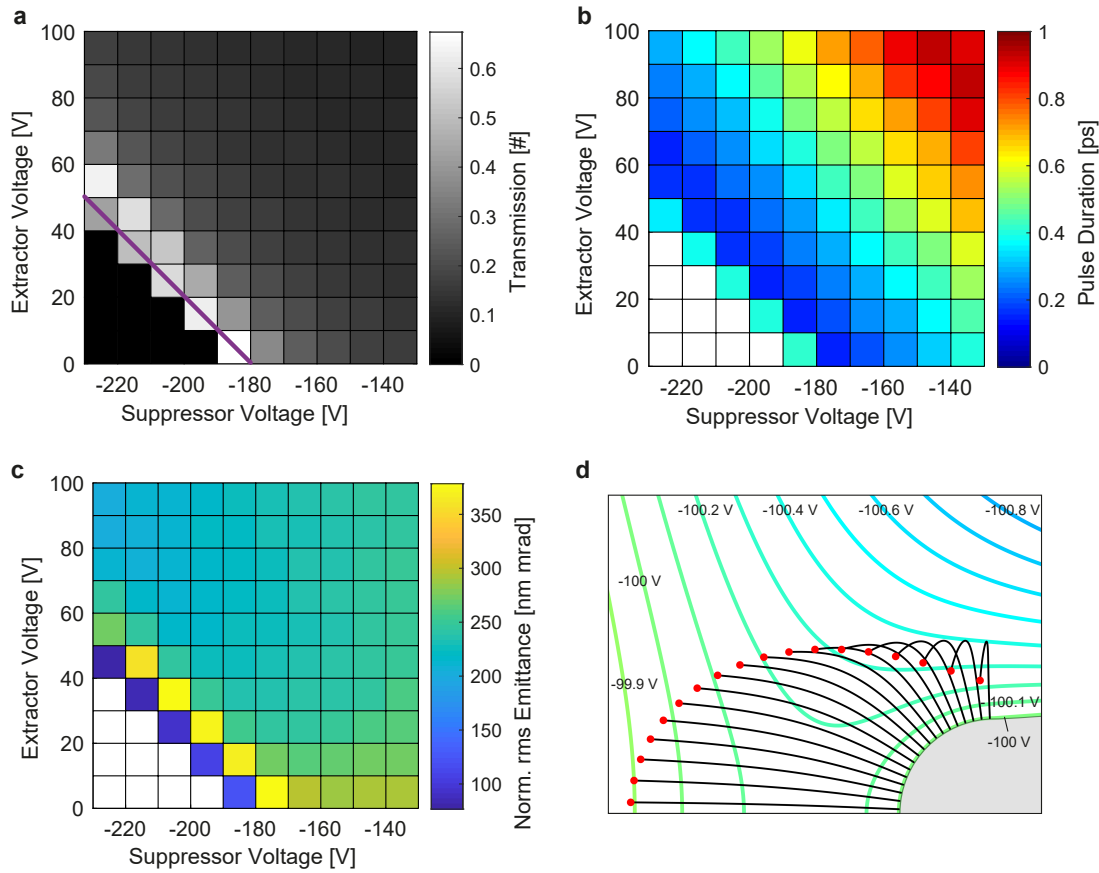 a
Extractor Voltage [V]
100
80
60
40
20
0
-220 -200 -180 -160 -140
Suppressor Voltage [V]
0.6
0.5
0.4
0.3
0.2
0.1
0
Transmission [#]
b
Extractor Voltage [V]
100
80
60
40
20
0
-220 -200 -180 -160 -140
Suppressor Voltage [V]
1
0.8
0.6
0.4
0.2
0
Pulse Duration [ps]
c
Extractor Voltage [V]
100
80
60
40
20
0
-220 -200 -180 -160 -140
Suppressor Voltage [V]
350
300
250
200
150
100
Norm. rms Emittance [nm mrad]
d
-100.2 V -100.4 V -100.6 V -100.8 V
-100 V
-99.9 V
-100.1 V
-100 V